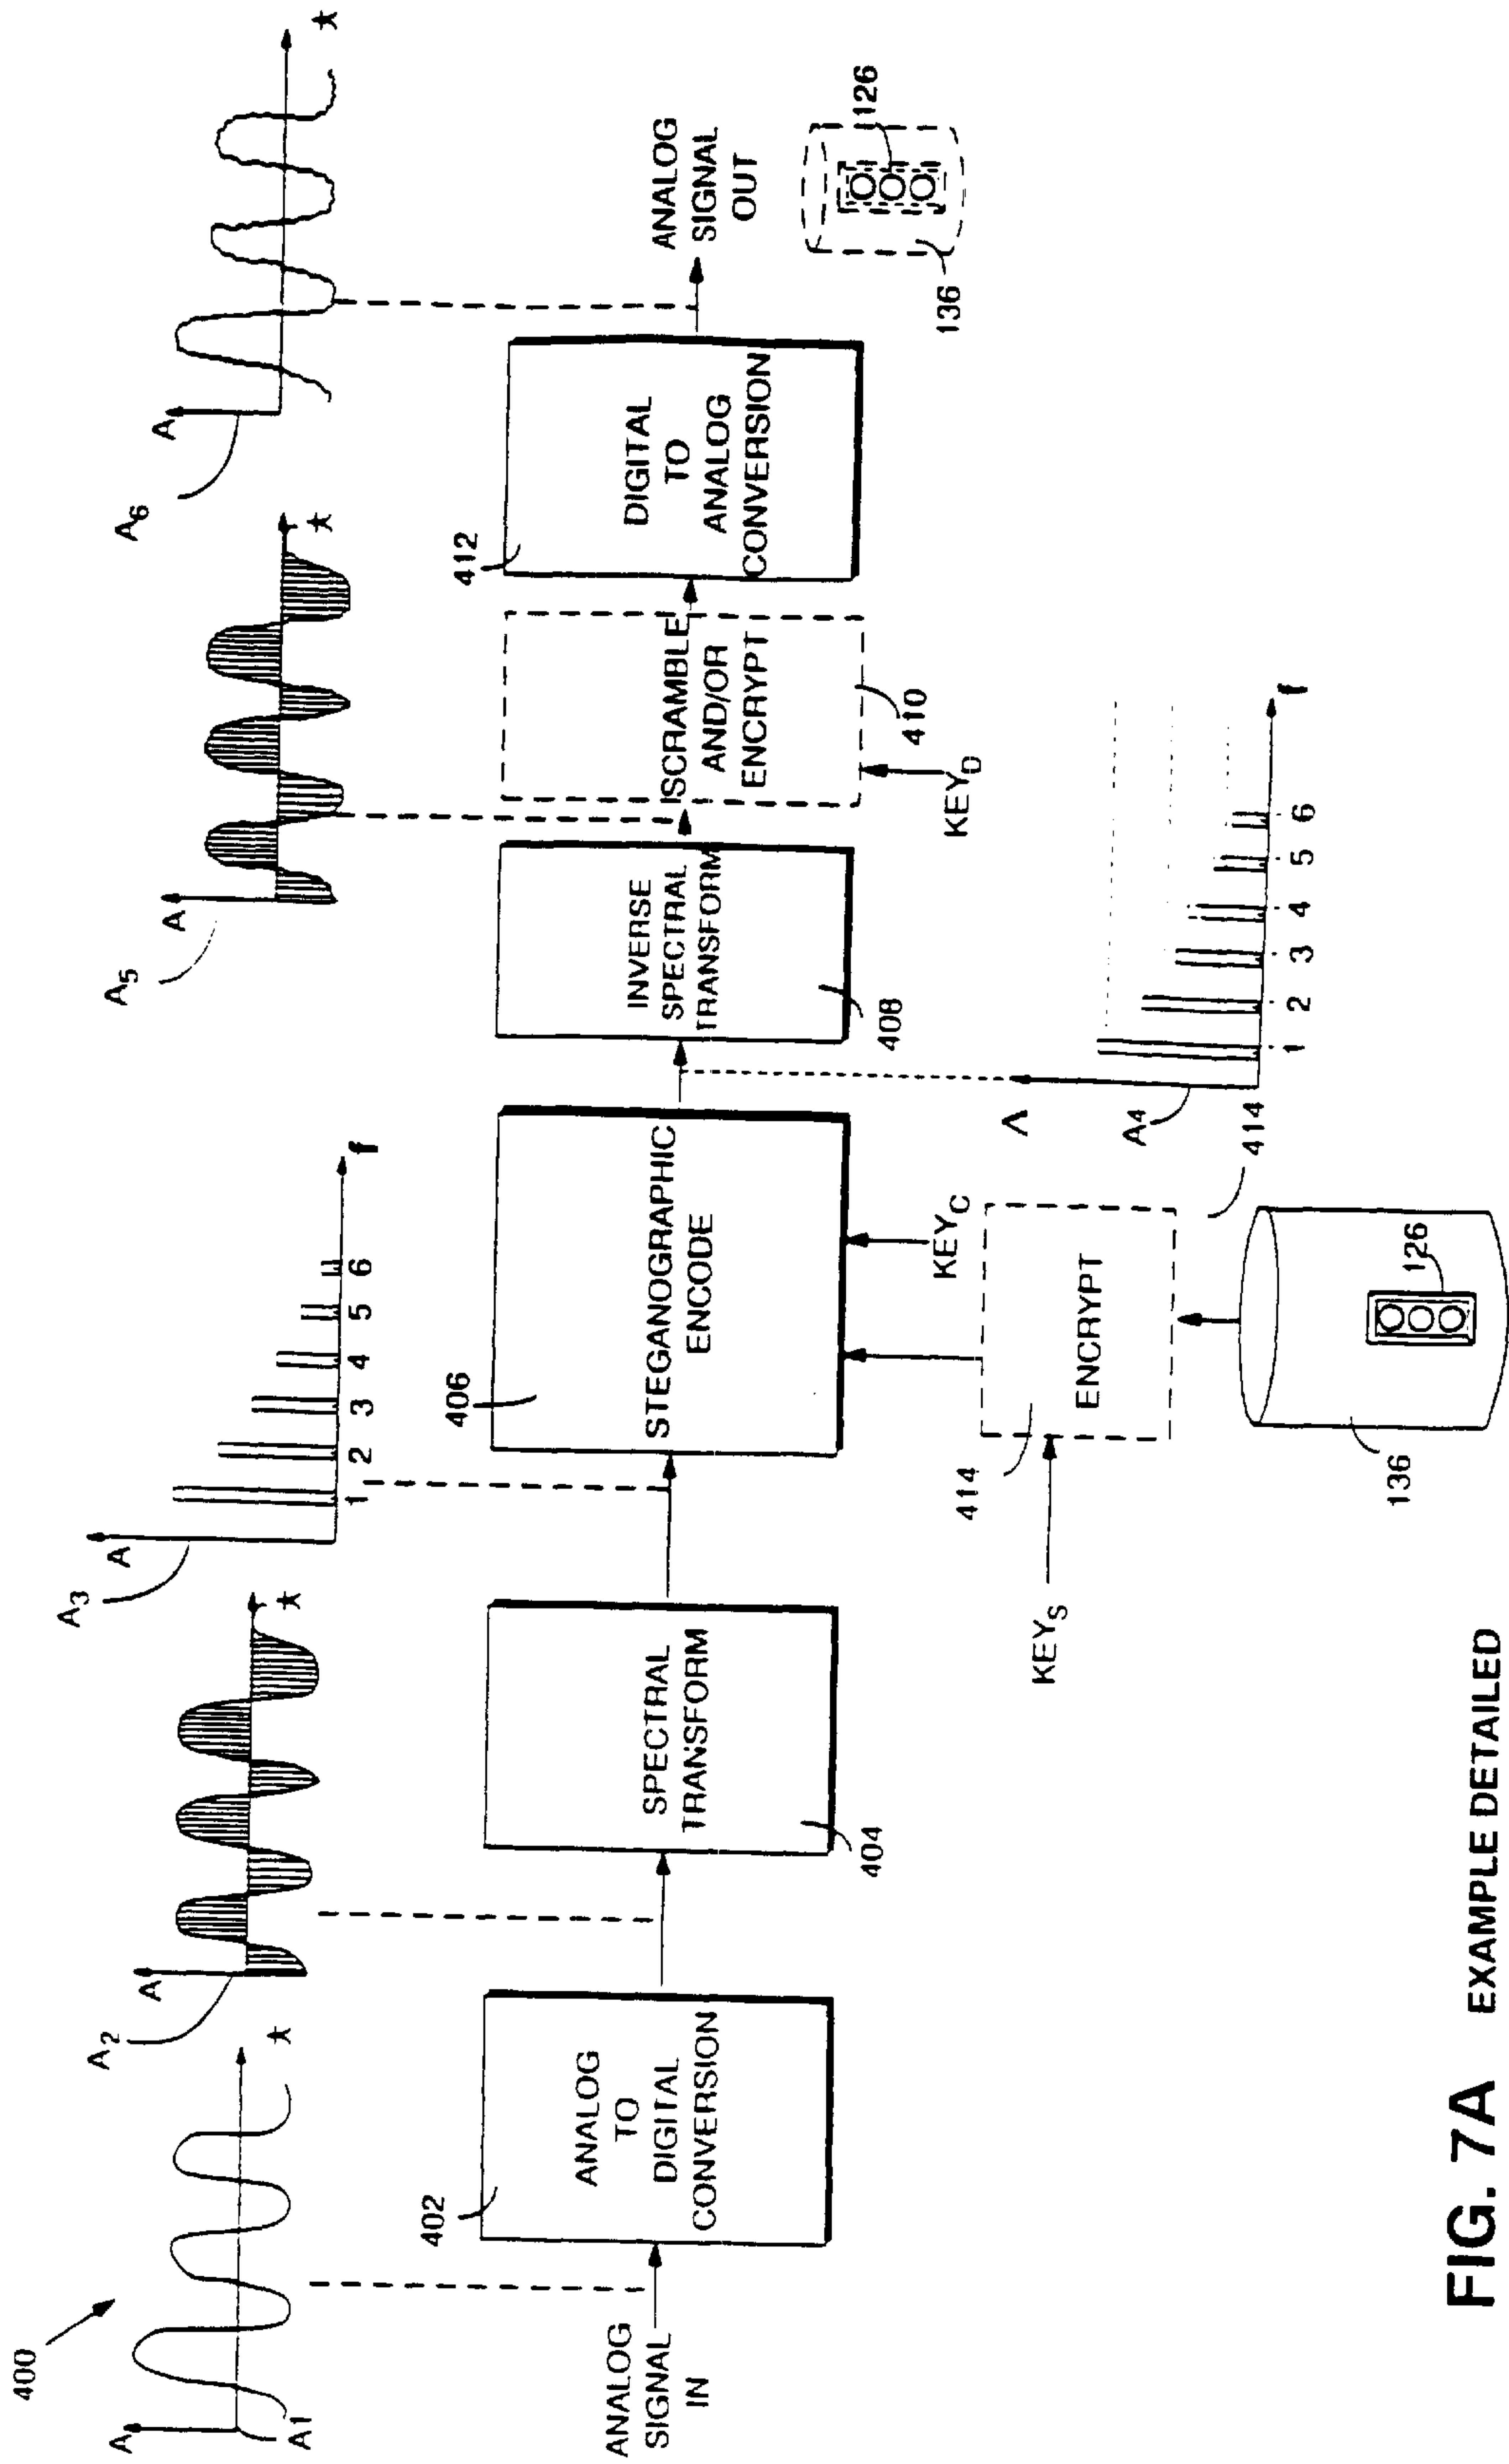 400
A
A1
★
A2
A
★
A3
A
1 2 3 4 5 6
f
A5
A
★
A6
A
★
ANALOG
SIGNAL
IN
402
ANALOG
TO
DIGITAL
CONVERSION
SPECTRAL
TRANSFORM
404
406
STEGANOGRAPHIC
ENCODE
INVERSE
SPECTRAL
TRANSFORM
408
SCRAMBLE
AND/OR
ENCRYPT
410
KEYD
412
DIGITAL
TO
ANALOG
CONVERSION
ANALOG
SIGNAL
OUT
136
126
KEYS
414
ENCRYPT
KEYC
414
136
126
A4
A
1 2 3 4 5 6
f
FIG. 7A EXAMPLE DETAILED